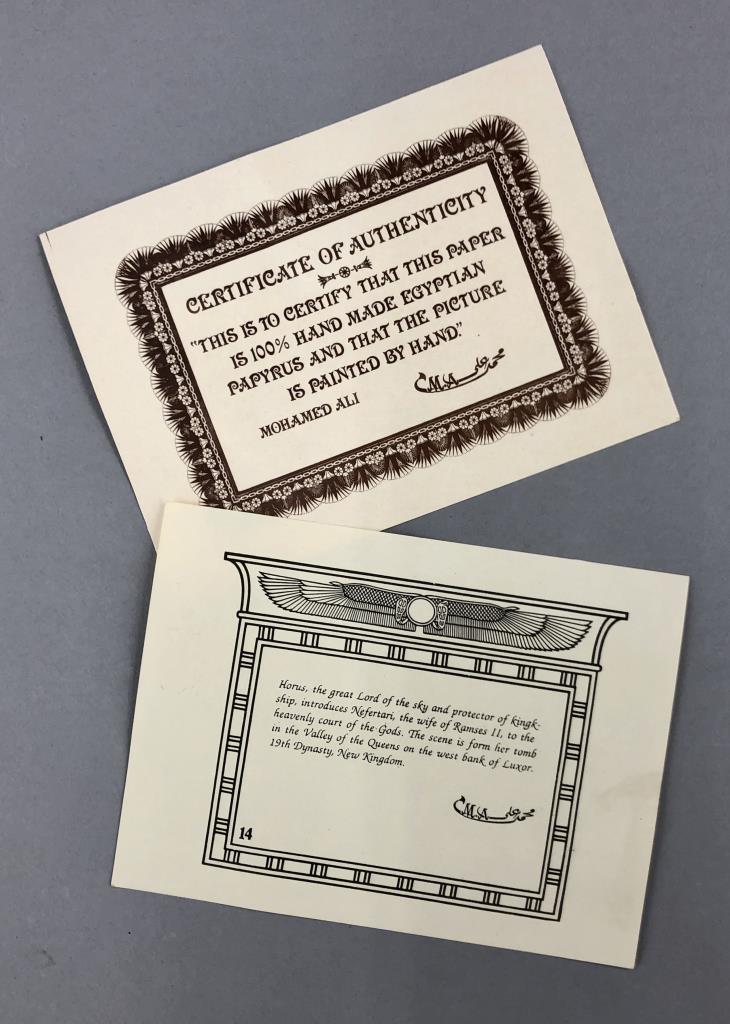 CERTIFICATE OF AUTHENTICITY
"THIS IS TO CERTIFY THAT THIS PAPER
IS 100% HAND MADE EGYPTIAN
PAPYRUS AND THAT THE PICTURE
IS PAINTED BY HAND."
MOHAMED ALI
M.A محمد علي
Horus, the great Lord of the sky and protector of kingk-
ship, introduces Nefertari, the wife of Ramses II, to the
heavenly court of the Gods. The scene is form her tomb
in the Valley of the Queens on the west bank of Luxor.
19th Dynasty, New Kingdom.
M.A محمد علي
14